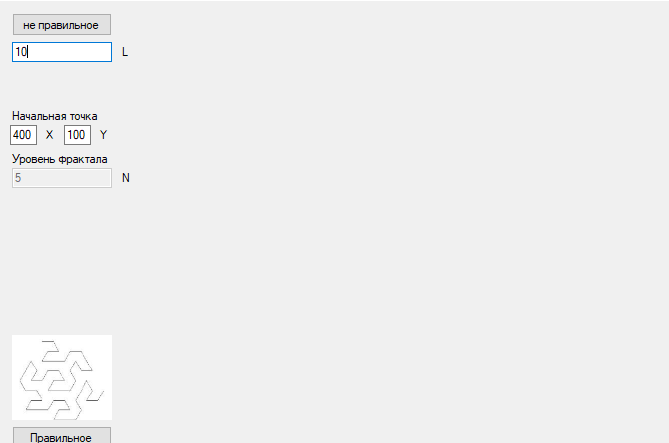 не правильное
10 L
Начальная точка
400 X 100 Y
Уровень фрактала
5 N
Правильное